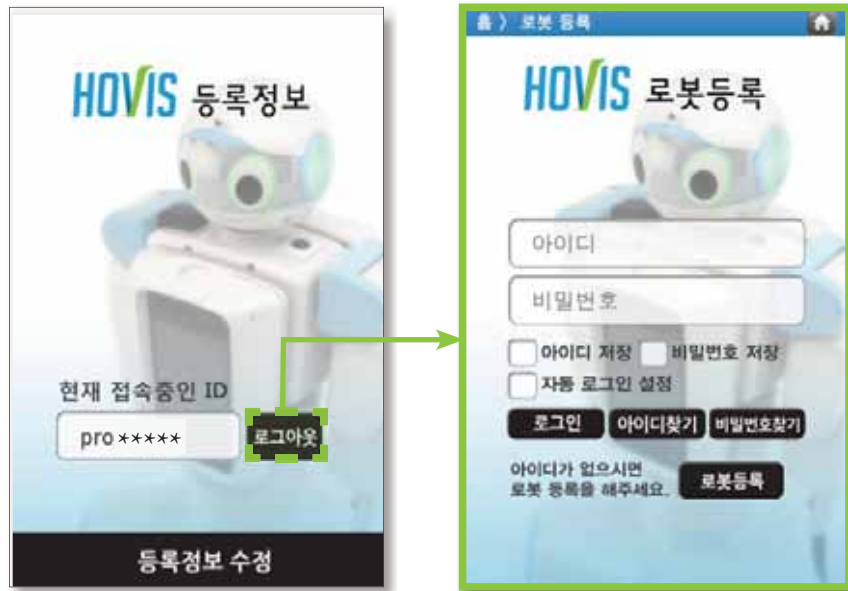 HOVIS 등록정보
현재 접속중인 ID
pro*****
로그아웃
등록정보 수정
홈 〉 로봇 등록
HOVIS 로봇등록
아이디
비밀번호
아이디 저장 비밀번호 저장
자동 로그인 설정
로그인 아이디찾기 비밀번호찾기
아이디가 없으시면
로봇 등록을 해주세요. 로봇등록